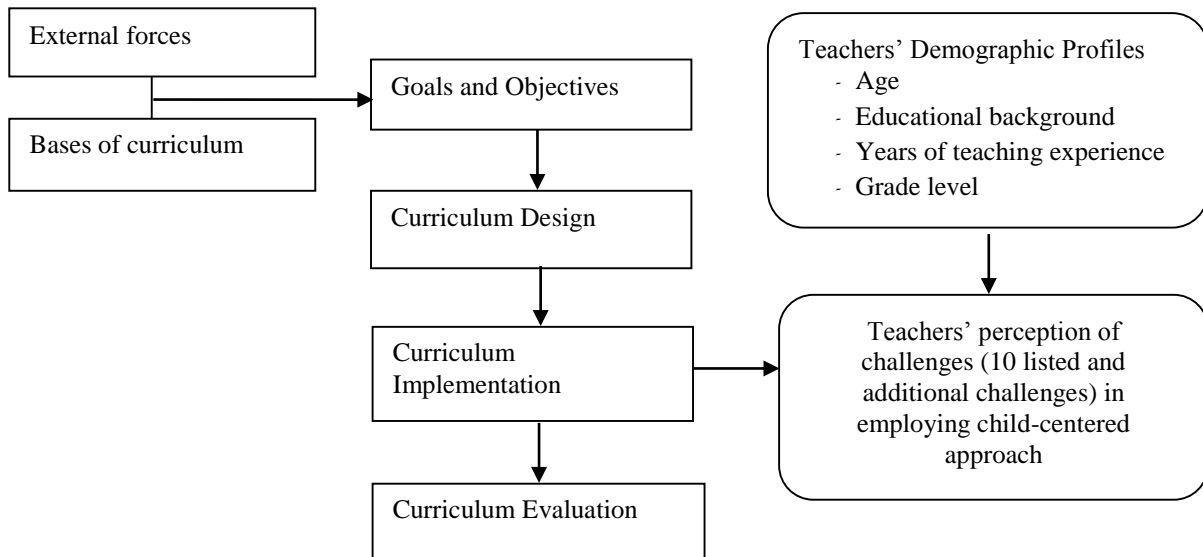 External forces
Bases of curriculum
Goals and Objectives
Curriculum Design
Curriculum
Implementation
Curriculum Evaluation
Teachers’ Demographic Profiles
- Age
- Educational background
- Years of teaching experience
- Grade level
Teachers’ perception of
challenges (10 listed and
additional challenges) in
employing child-centered
approach